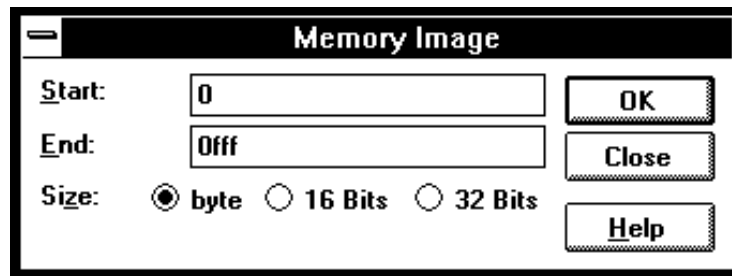 Memory Image
Start: 0 OK
End: 0fff Close
Size: byte 16 Bits 32 Bits
Help